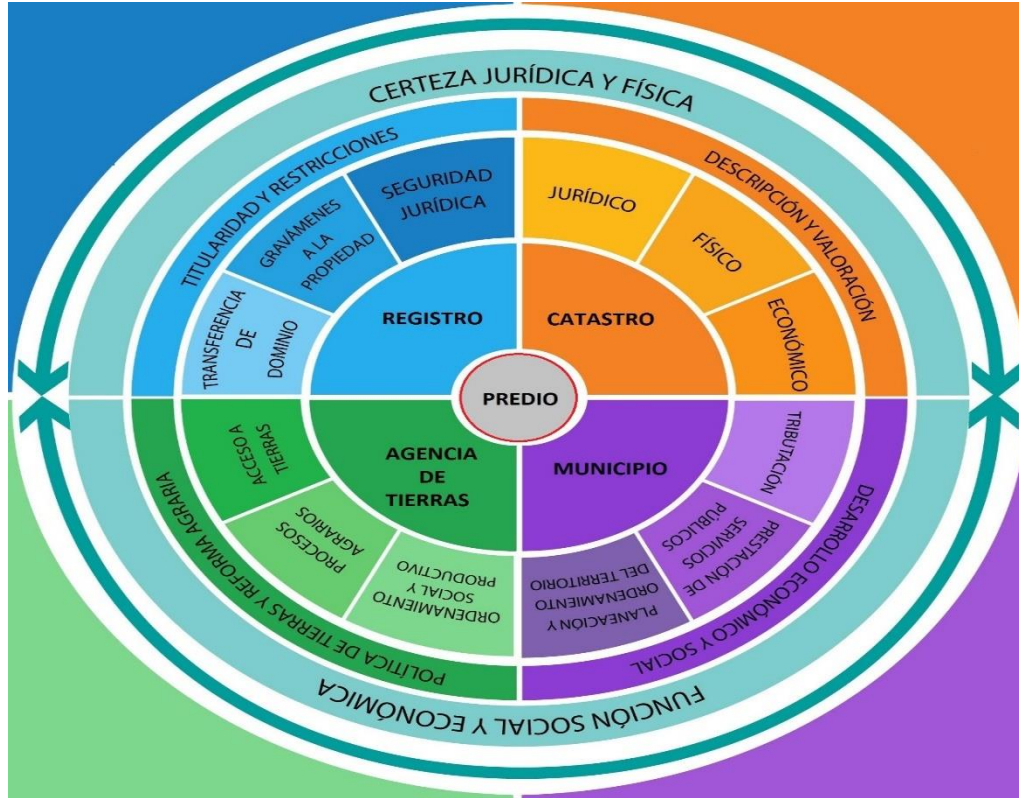 CERTEZA JURÍDICA Y FÍSICA
TITULARIDAD Y RESTRICCIONES
DESCRIPCIÓN Y VALORACIÓN
SEGURIDAD
JURÍDICA
GRAVÁMENES
A LA
PROPIEDAD
TRANSFERENCIA
DE
DOMINIO
JURÍDICO
FÍSICO
ECONÓMICO
REGISTRO
CATASTRO
PREDIO
AGENCIA
DE
TIERRAS
MUNICIPIO
ACCESO A
TIERRAS
PROCESOS
AGRARIOS
ORDENAMIENTO
SOCIAL Y
PRODUCTIVO
TRIBUTACIÓN
PRESTACIÓN DE
SERVICIOS
PÚBLICOS
PLANEACIÓN Y
ORDENAMIENTO
DEL TERRITORIO
POLÍTICA DE TIERRAS Y REFORMA AGRARIA
DESARROLLO ECONÓMICO Y SOCIAL
FUNCIÓN SOCIAL Y ECONÓMICA